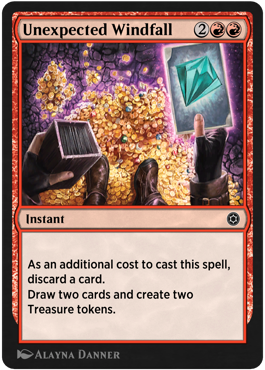 Unexpected Windfall 2
Instant
As an additional cost to cast this spell,
discard a card.
Draw two cards and create two
Treasure tokens.
Alayna Danner